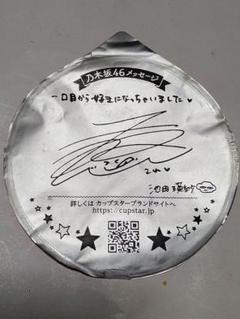 乃木坂46メッセージ
一口目から好きになっちゃいました♥
池田瑛紗
詳しくは カップスターブランドサイトへ
https://cupstar.jp